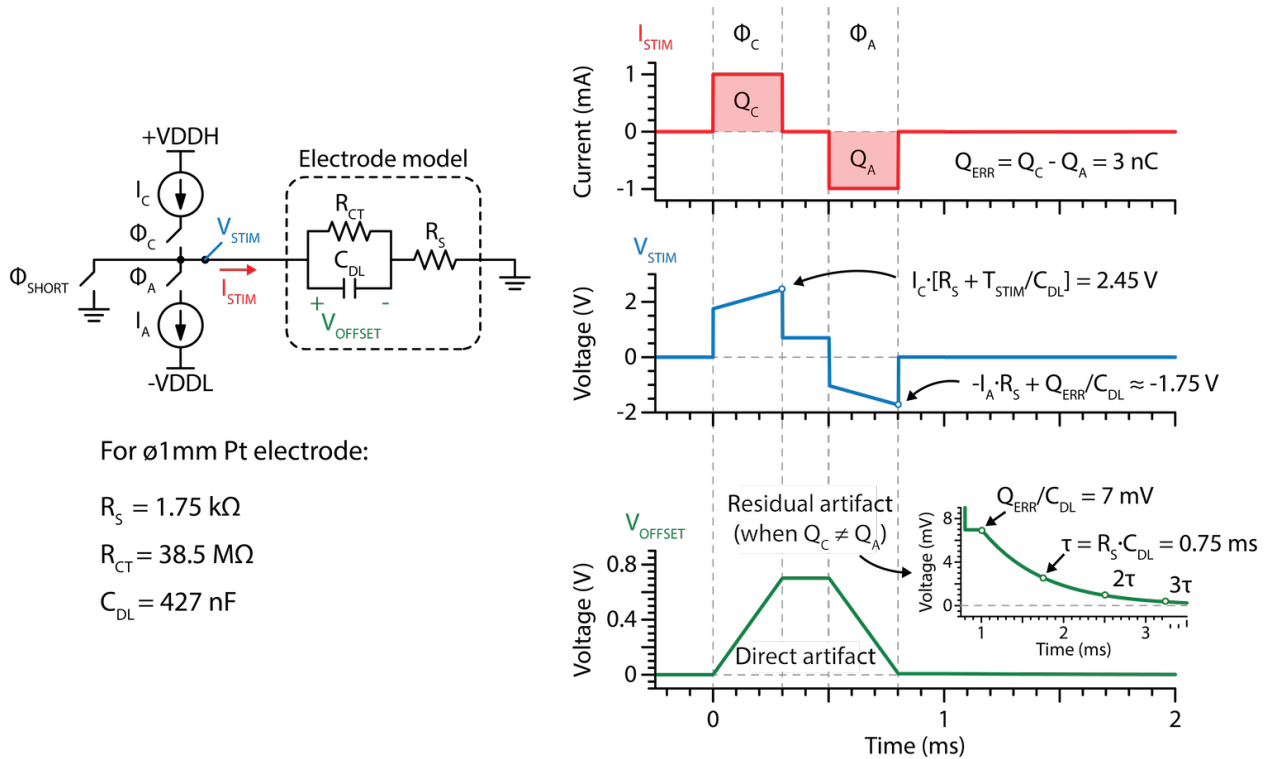 +VDDH
I_C
Φ_C
V_STIM
Φ_SHORT
Φ_A
I_STIM
I_A
-VDDL
Electrode model
R_CT
R_S
C_DL
+ -
V_OFFSET
For ø1mm Pt electrode:
R_S = 1.75 kΩ
R_CT = 38.5 MΩ
C_DL = 427 nF
I_STIM
Φ_C
Φ_A
Current (mA)
1
0
-1
Q_C
Q_A
Q_ERR = Q_C - Q_A = 3 nC
V_STIM
Voltage (V)
2
0
-2
I_C·[R_S + T_STIM/C_DL] = 2.45 V
-I_A·R_S + Q_ERR/C_DL ≈ -1.75 V
V_OFFSET
Voltage (V)
0.8
0.4
0
Residual artifact
(when Q_C ≠ Q_A)
Direct artifact
Q_ERR/C_DL = 7 mV
τ = R_S·C_DL = 0.75 ms
2τ
3τ
Voltage (mV)
8
4
0
1 2 3
Time (ms)
0 1 2
Time (ms)